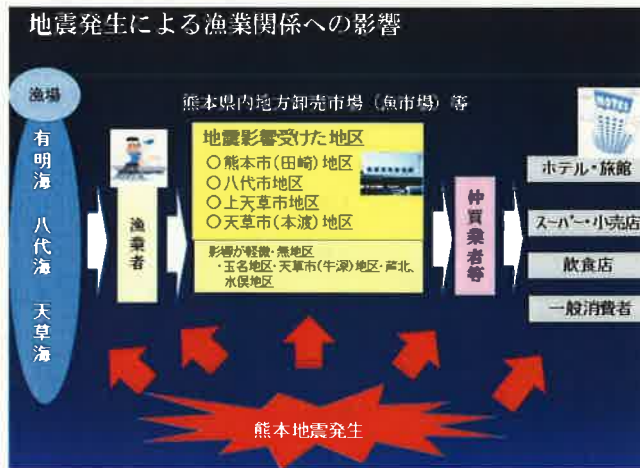 地震発生による漁業関係への影響
漁場
有明海 八代海 天草海
漁業者
熊本県内地方卸売市場（魚市場）等
地震影響受けた地区
○熊本市(田崎)地区
○八代市地区
○上天草市地区
○天草市(本渡)地区
影響が軽微・無地区
・玉名地区・天草市(牛深)地区・芦北、
水俣地区
仲買業者等
HOTEL
ホテル・旅館
スーパー・小売店
飲食店
一般消費者
熊本地震発生